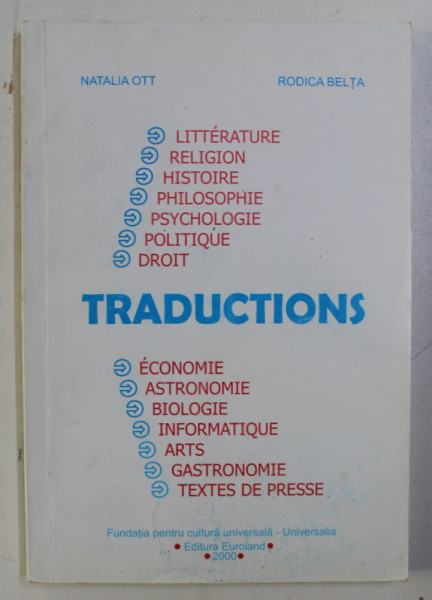 NATALIA OTT RODICA BELȚA
LITTÉRATURE
RELIGION
HISTOIRE
PHILOSOPHIE
PSYCHOLOGIE
POLITIQUE
DROIT
TRADUCTIONS
ÉCONOMIE
ASTRONOMIE
BIOLOGIE
INFORMATIQUE
ARTS
GASTRONOMIE
TEXTES DE PRESSE
Fundația pentru cultură universală - Universalia
• Editura Euroland •
• 2000 •